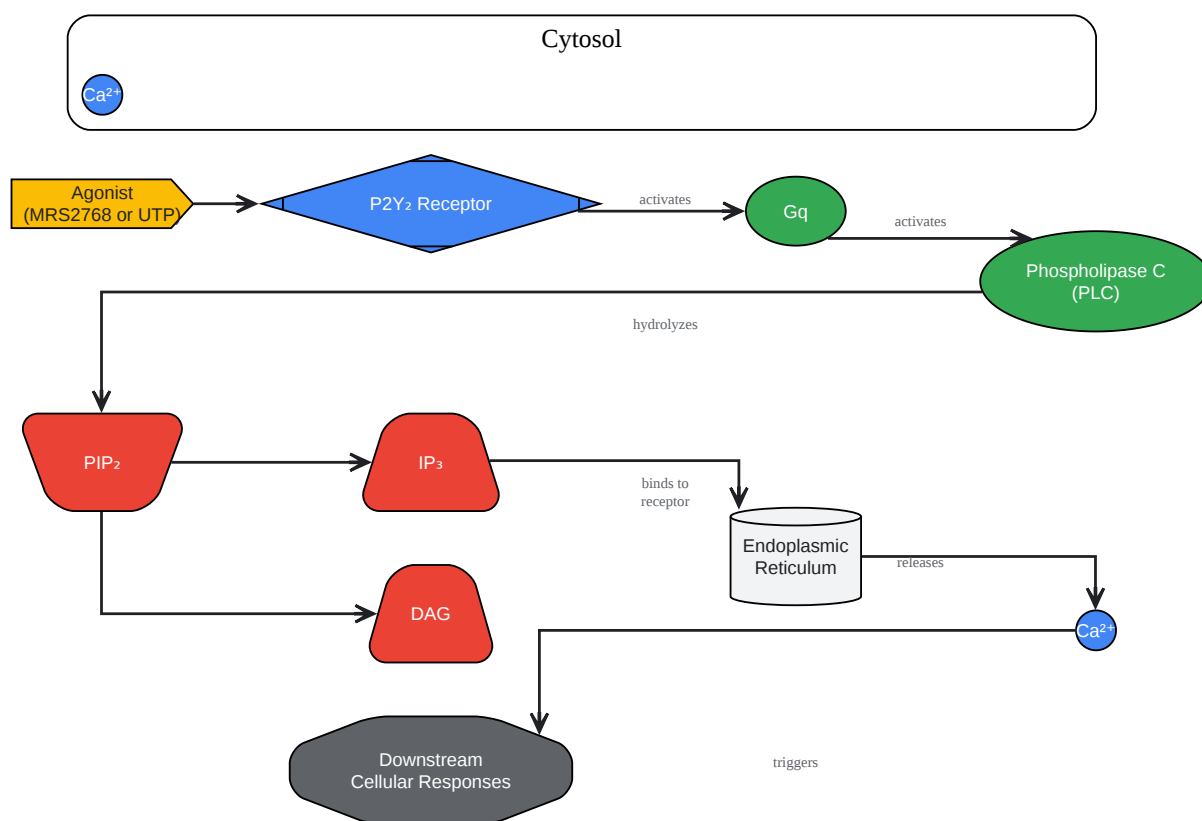 Cytosol
Ca²⁺
Agonist
(MRS2768 or UTP)
P2Y₂ Receptor
activates
Gq
activates
Phospholipase C
(PLC)
hydrolyzes
PIP₂
IP₃
binds to
receptor
Endoplasmic
Reticulum
releases
DAG
Ca²⁺
Downstream
Cellular Responses
triggers